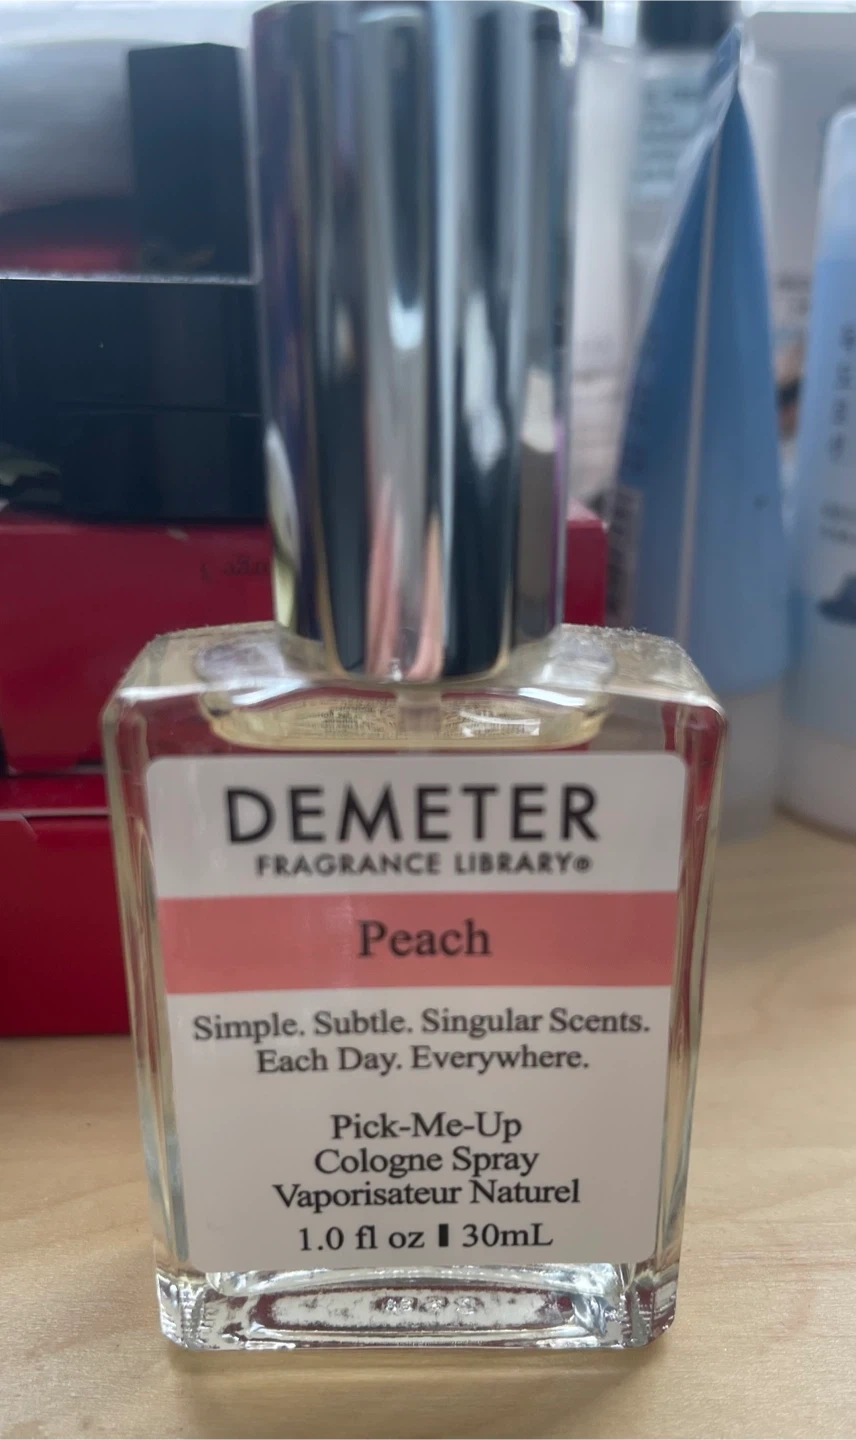 DEMETER
FRAGRANCE LIBRARY®
Peach
Simple. Subtle. Singular Scents.
Each Day. Everywhere.
Pick-Me-Up
Cologne Spray
Vaporisateur Naturel
1.0 fl oz ▮ 30mL